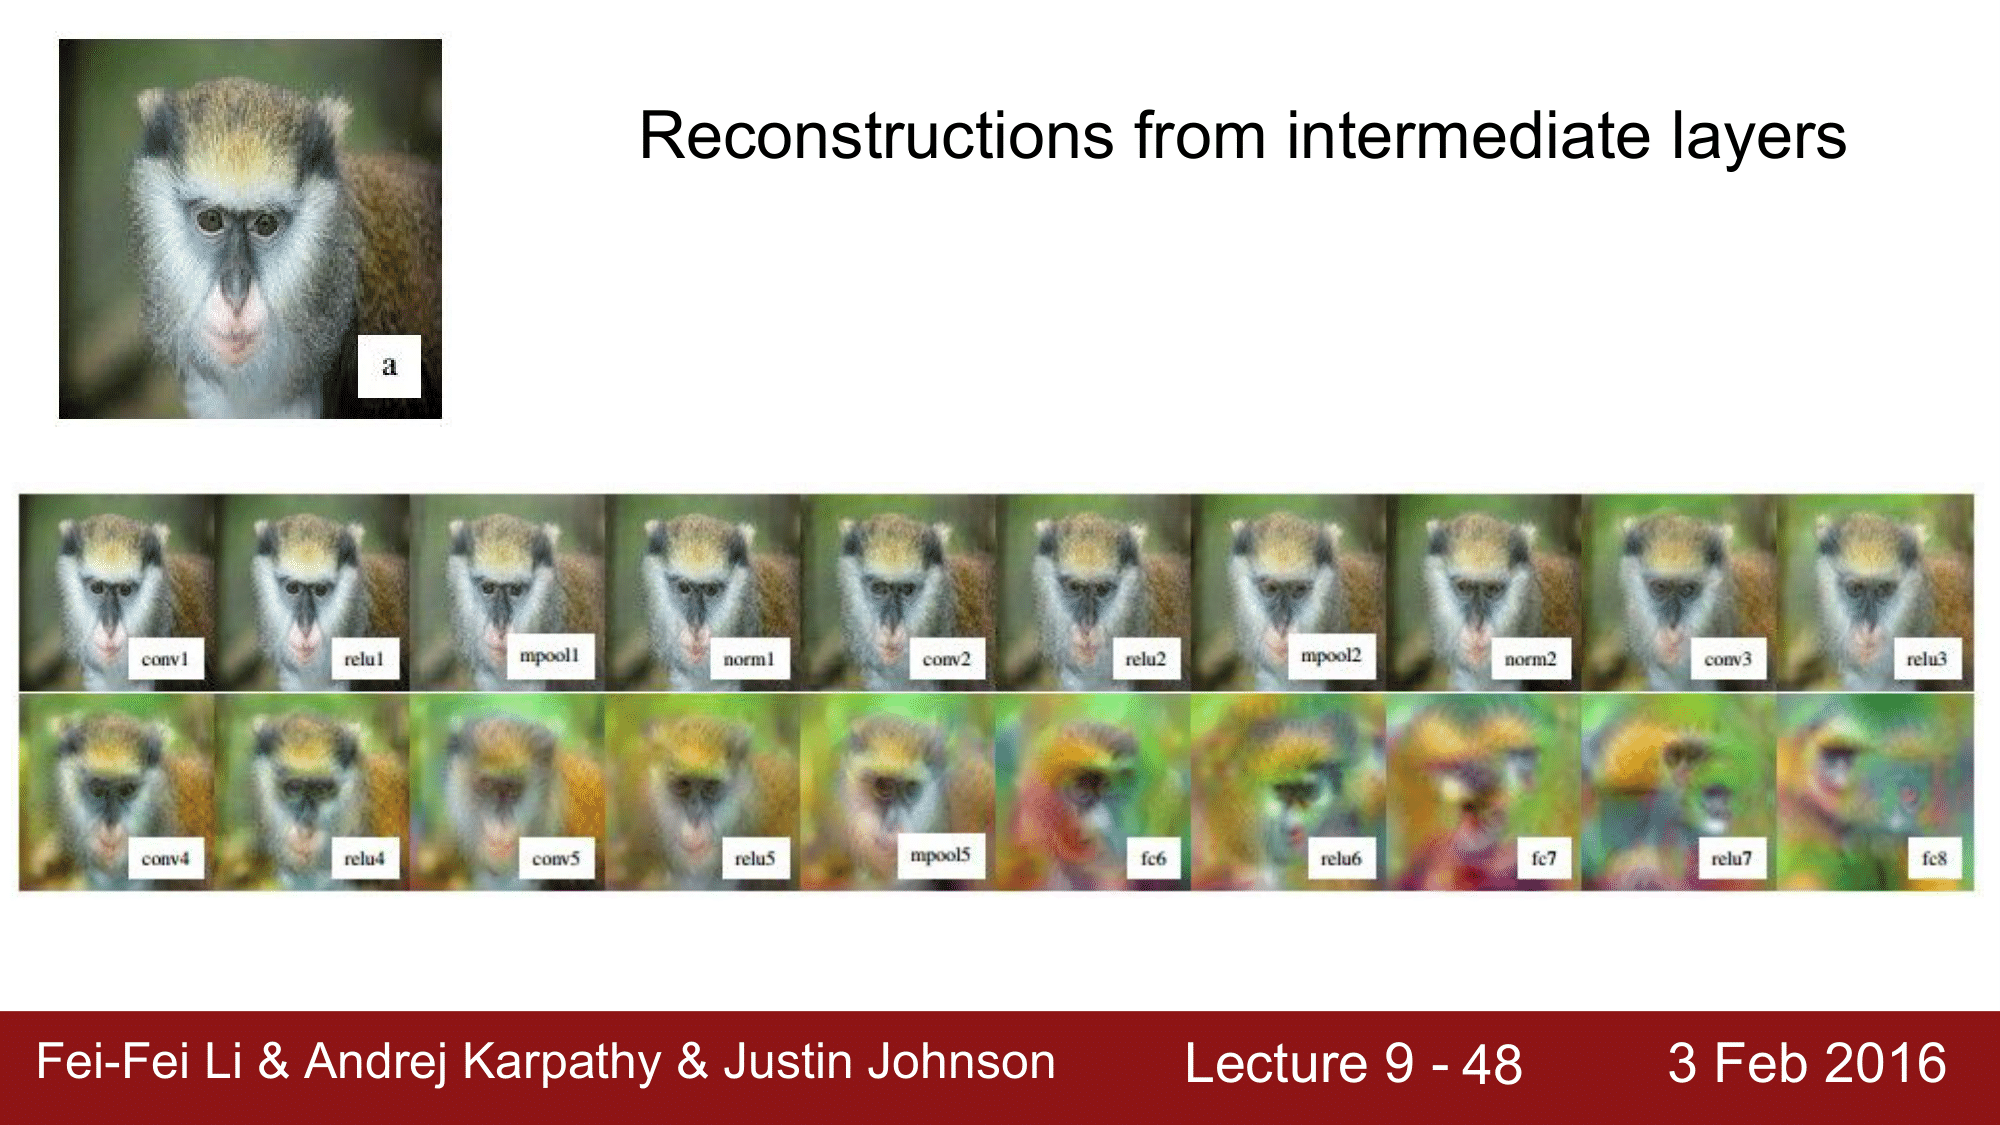 Reconstructions from intermediate layers
a
conv1 relu1 mpool1 norm1 conv2 relu2 mpool2 norm2 conv3 relu3
conv4 relu4 conv5 relu5 mpool5 fc6 relu6 fc7 relu7 fc8
Fei-Fei Li & Andrej Karpathy & Justin Johnson Lecture 9 - 48 3 Feb 2016